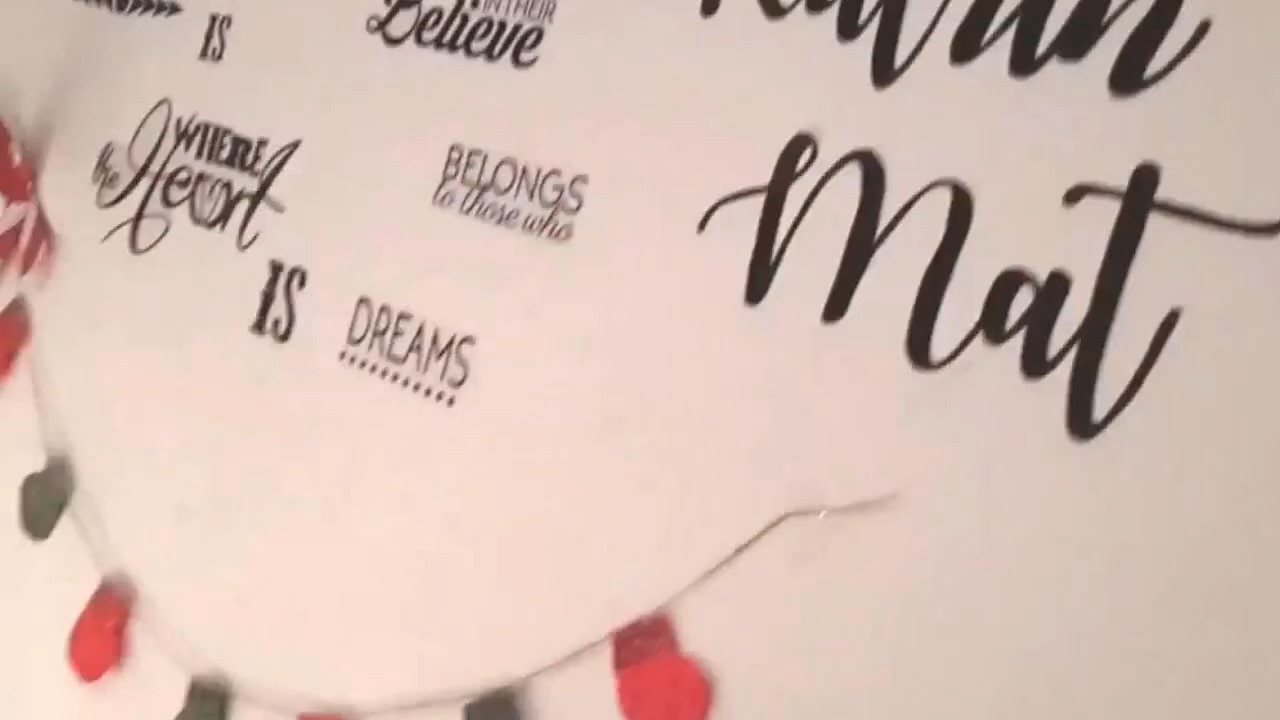 IS
IN THEIR
Believe
WHERE
the Heart
BELONGS
to those who
IS
DREAMS
Mat